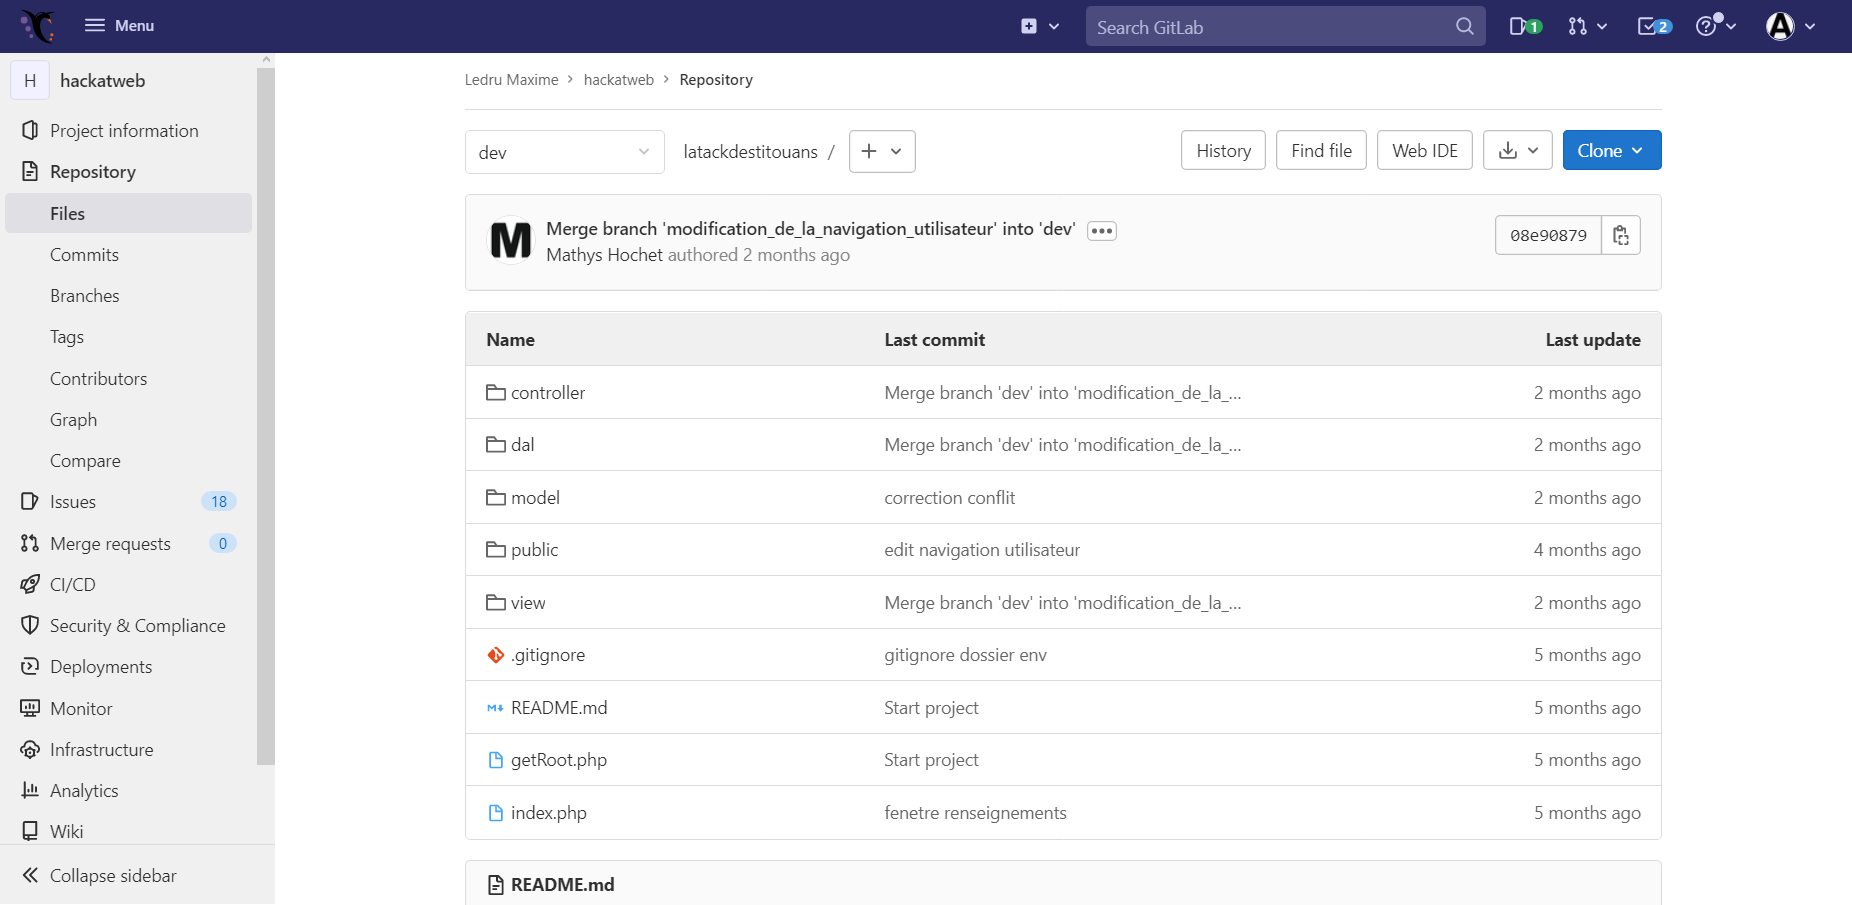 Menu
Search GitLab
1
2
H hackatweb
Project information
Repository
Files
Commits
Branches
Tags
Contributors
Graph
Compare
Issues 18
Merge requests 0
CI/CD
Security & Compliance
Deployments
Monitor
Infrastructure
Analytics
Wiki
Collapse sidebar
Ledru Maxime > hackatweb > Repository
dev latackdestitouans / +
History Find file Web IDE Clone
M Merge branch 'modification_de_la_navigation_utilisateur' into 'dev' •••
Mathys Hochet authored 2 months ago
08e90879
Name Last commit Last update
controller Merge branch 'dev' into 'modification_de_la_... 2 months ago
dal Merge branch 'dev' into 'modification_de_la_... 2 months ago
model correction conflit 2 months ago
public edit navigation utilisateur 4 months ago
view Merge branch 'dev' into 'modification_de_la_... 2 months ago
.gitignore gitignore dossier env 5 months ago
README.md Start project 5 months ago
getRoot.php Start project 5 months ago
index.php fenetre renseignements 5 months ago
README.md